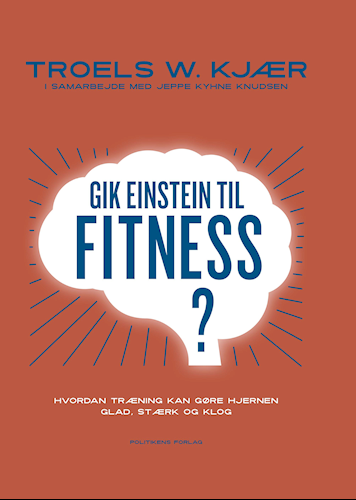 TROELS W. KJÆR
I SAMARBEJDE MED JEPPE KYHNE KNUDSEN
GIK EINSTEIN TIL
FITNESS
?
HVORDAN TRÆNING KAN GØRE HJERNEN
GLAD, STÆRK OG KLOG
POLITIKENS FORLAG